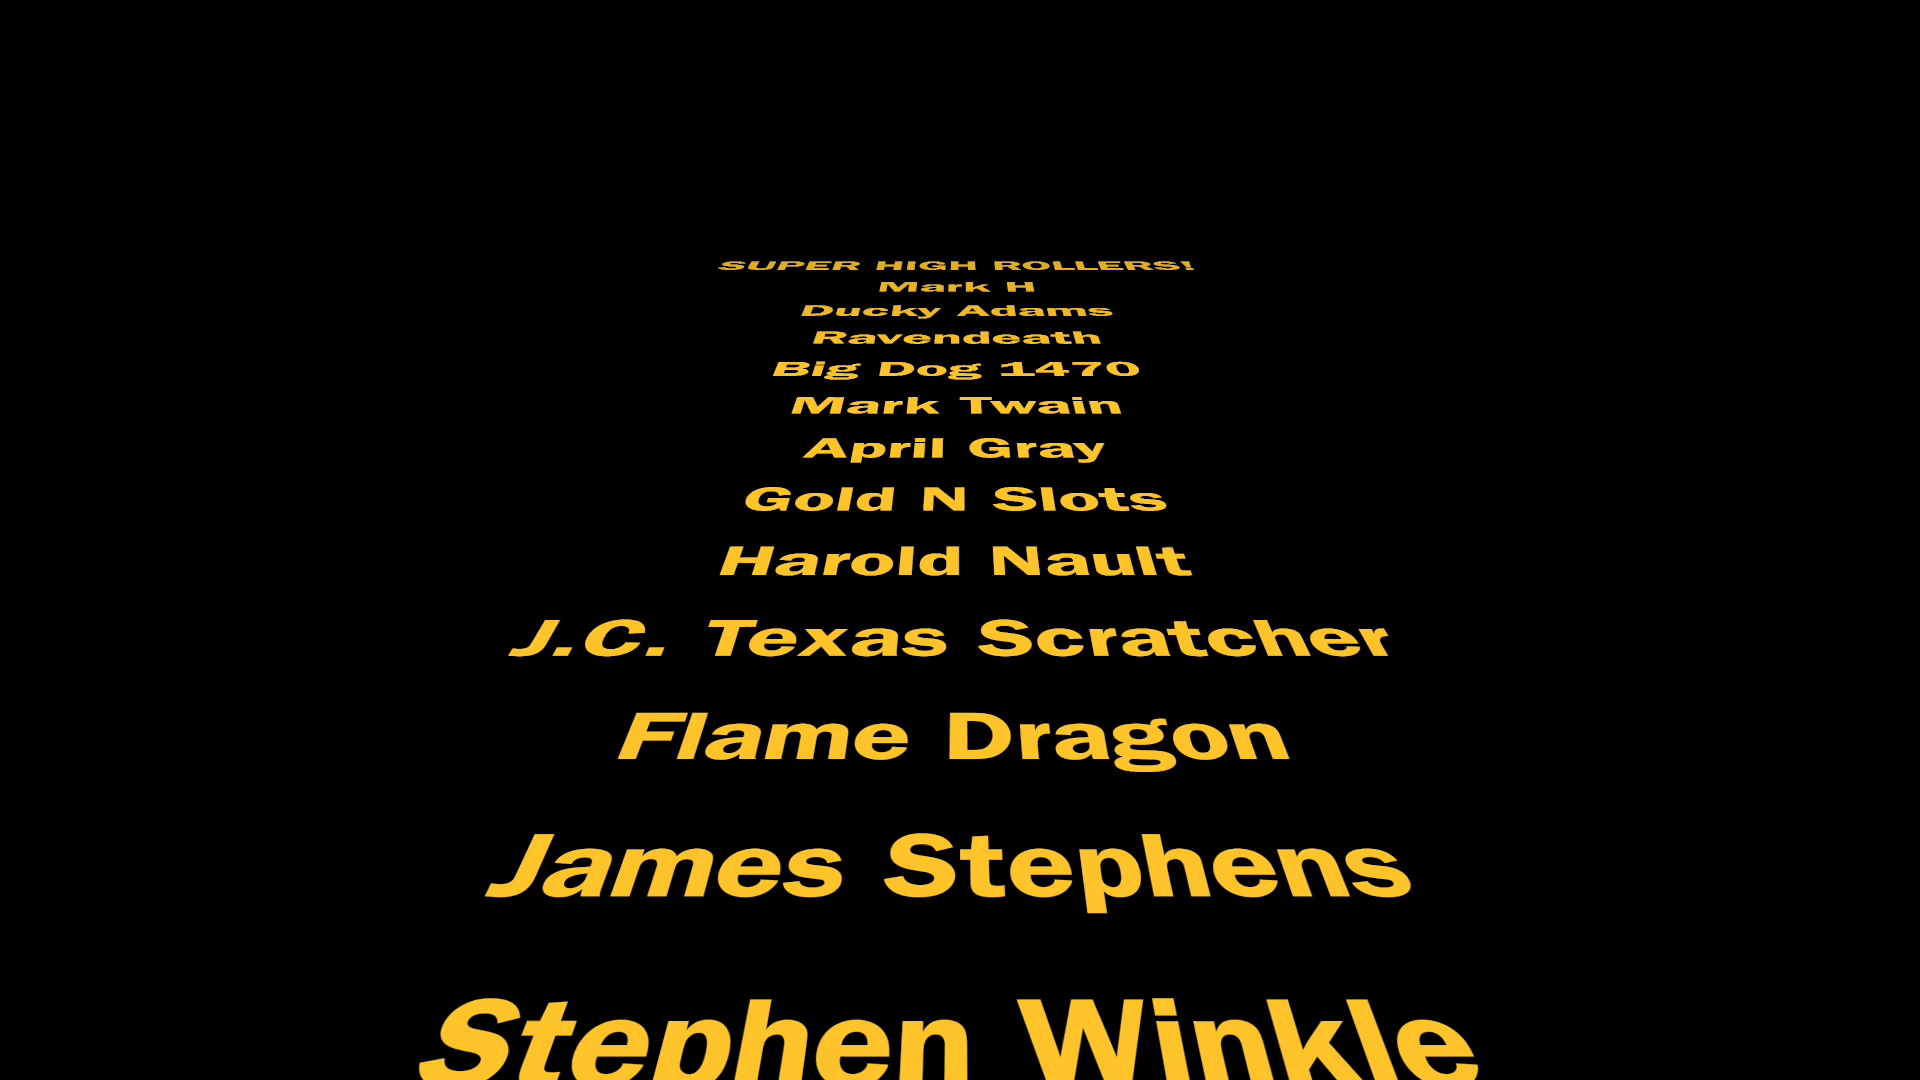 SUPER HIGH ROLLERS!
Mark H
Ducky Adams
Ravendeath
Big Dog 1470
Mark Twain
April Gray
Gold N Slots
Harold Nault
J.C. Texas Scratcher
Flame Dragon
James Stephens
Stephen Winkle